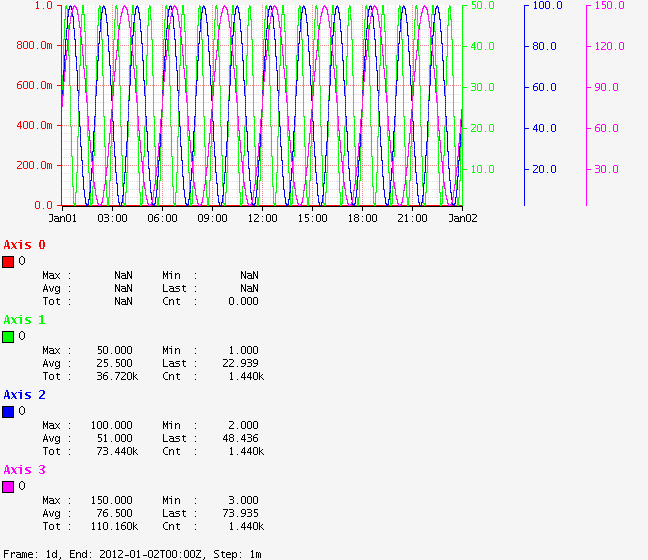 1.0 50.0 100.0 150.0
800.0m 40.0 80.0 120.0
600.0m 30.0 60.0 90.0
400.0m 20.0 40.0 60.0
200.0m 10.0 20.0 30.0
0.0
Jan01 03:00 06:00 09:00 12:00 15:00 18:00 21:00 Jan02
Axis 0
0
Max : NaN Min : NaN
Avg : NaN Last : NaN
Tot : NaN Cnt : 0.000
Axis 1
0
Max : 50.000 Min : 1.000
Avg : 25.500 Last : 22.939
Tot : 36.720k Cnt : 1.440k
Axis 2
0
Max : 100.000 Min : 2.000
Avg : 51.000 Last : 48.436
Tot : 73.440k Cnt : 1.440k
Axis 3
0
Max : 150.000 Min : 3.000
Avg : 76.500 Last : 73.935
Tot : 110.160k Cnt : 1.440k
Frame: 1d, End: 2012-01-02T00:00Z, Step: 1m